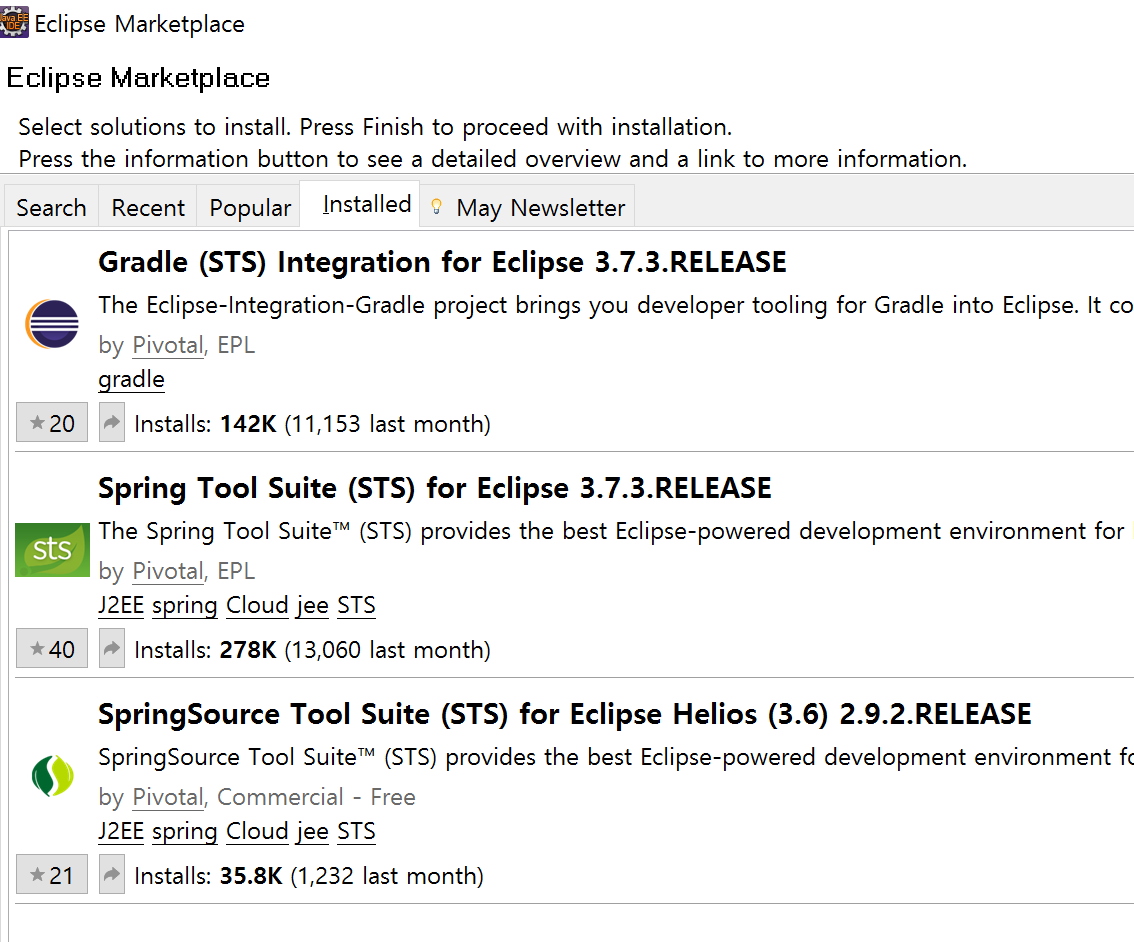 Java EE
IDE
Eclipse Marketplace
Eclipse Marketplace
Select solutions to install. Press Finish to proceed with installation.
Press the information button to see a detailed overview and a link to more information.
Search Recent Popular Installed May Newsletter
Gradle (STS) Integration for Eclipse 3.7.3.RELEASE
The Eclipse-Integration-Gradle project brings you developer tooling for Gradle into Eclipse. It co
by Pivotal, EPL
gradle
20 Installs: 142K (11,153 last month)
Spring Tool Suite (STS) for Eclipse 3.7.3.RELEASE
sts
The Spring Tool Suite™ (STS) provides the best Eclipse-powered development environment for
by Pivotal, EPL
J2EE spring Cloud jee STS
40 Installs: 278K (13,060 last month)
SpringSource Tool Suite (STS) for Eclipse Helios (3.6) 2.9.2.RELEASE
SpringSource Tool Suite™ (STS) provides the best Eclipse-powered development environment fo
by Pivotal, Commercial - Free
J2EE spring Cloud jee STS
21 Installs: 35.8K (1,232 last month)